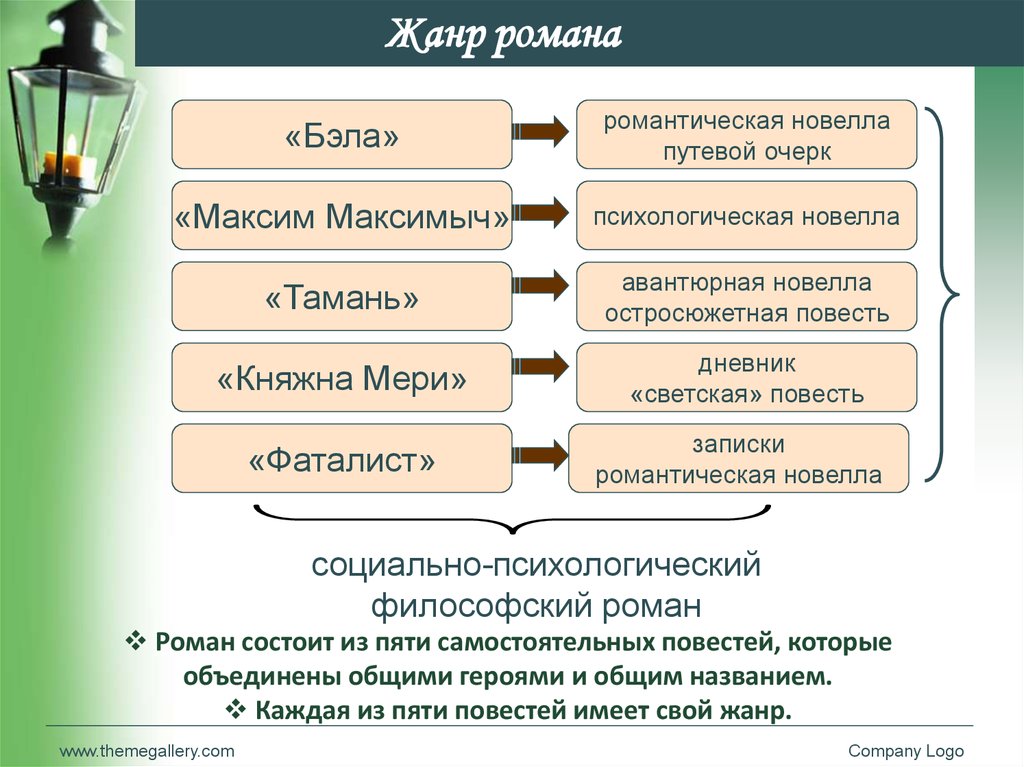 Жанр романа
«Бэла»
романтическая новелла
путевой очерк
«Максим Максимыч»
психологическая новелла
«Тамань»
авантюрная новелла
остросюжетная повесть
«Княжна Мери»
дневник
«светская» повесть
«Фаталист»
записки
романтическая новелла
социально-психологический
философский роман
❖ Роман состоит из пяти самостоятельных повестей, которые
объединены общими героями и общим названием.
❖ Каждая из пяти повестей имеет свой жанр.
www.themegallery.com
Company Logo